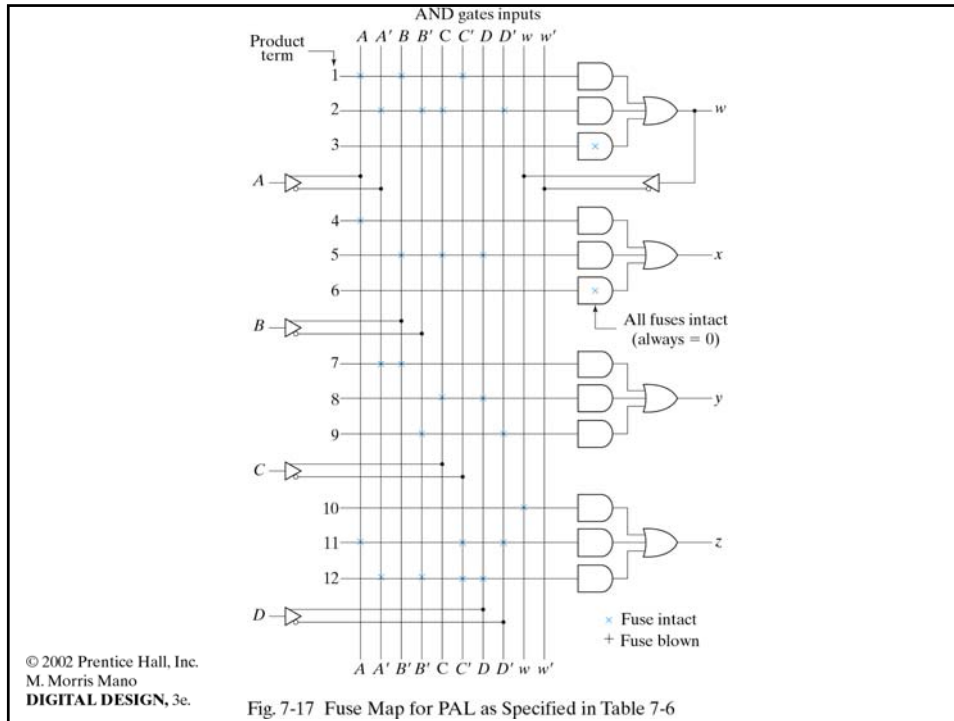 AND gates inputs
Product term
A A' B B' C C' D D' w w'
1
2
w
3
A
4
5
x
6
B
All fuses intact
(always = 0)
7
8
y
9
C
10
11
z
12
D
× Fuse intact
+ Fuse blown
A A' B' B' C C' D D' w w'
© 2002 Prentice Hall, Inc.
M. Morris Mano
DIGITAL DESIGN, 3e.
Fig. 7-17 Fuse Map for PAL as Specified in Table 7-6